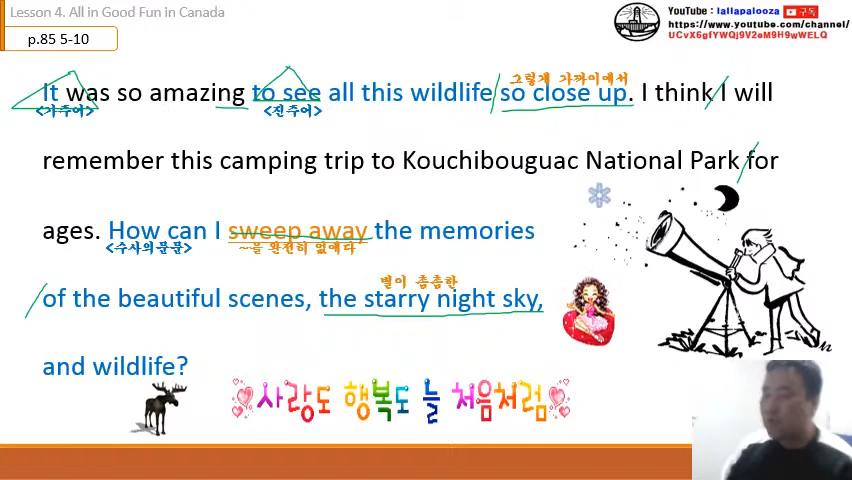 Lesson 4. All in Good Fun in Canada
p.85 5-10
YouTube : lallapalooza 구독
https://www.youtube.com/channel/
UCvX6gfYWQj9V2eM9H9wWELQ
그렇게 가까이에서
It was so amazing to see all this wildlife so close up. I think I will
<가주어> <진주어>
remember this camping trip to Kouchibouguac National Park for
ages. How can I sweep away the memories
<수사의문문> ~을 완전히 없애다
별이 촘촘한
of the beautiful scenes, the starry night sky,
and wildlife?
사랑도 행복도 늘 처음처럼